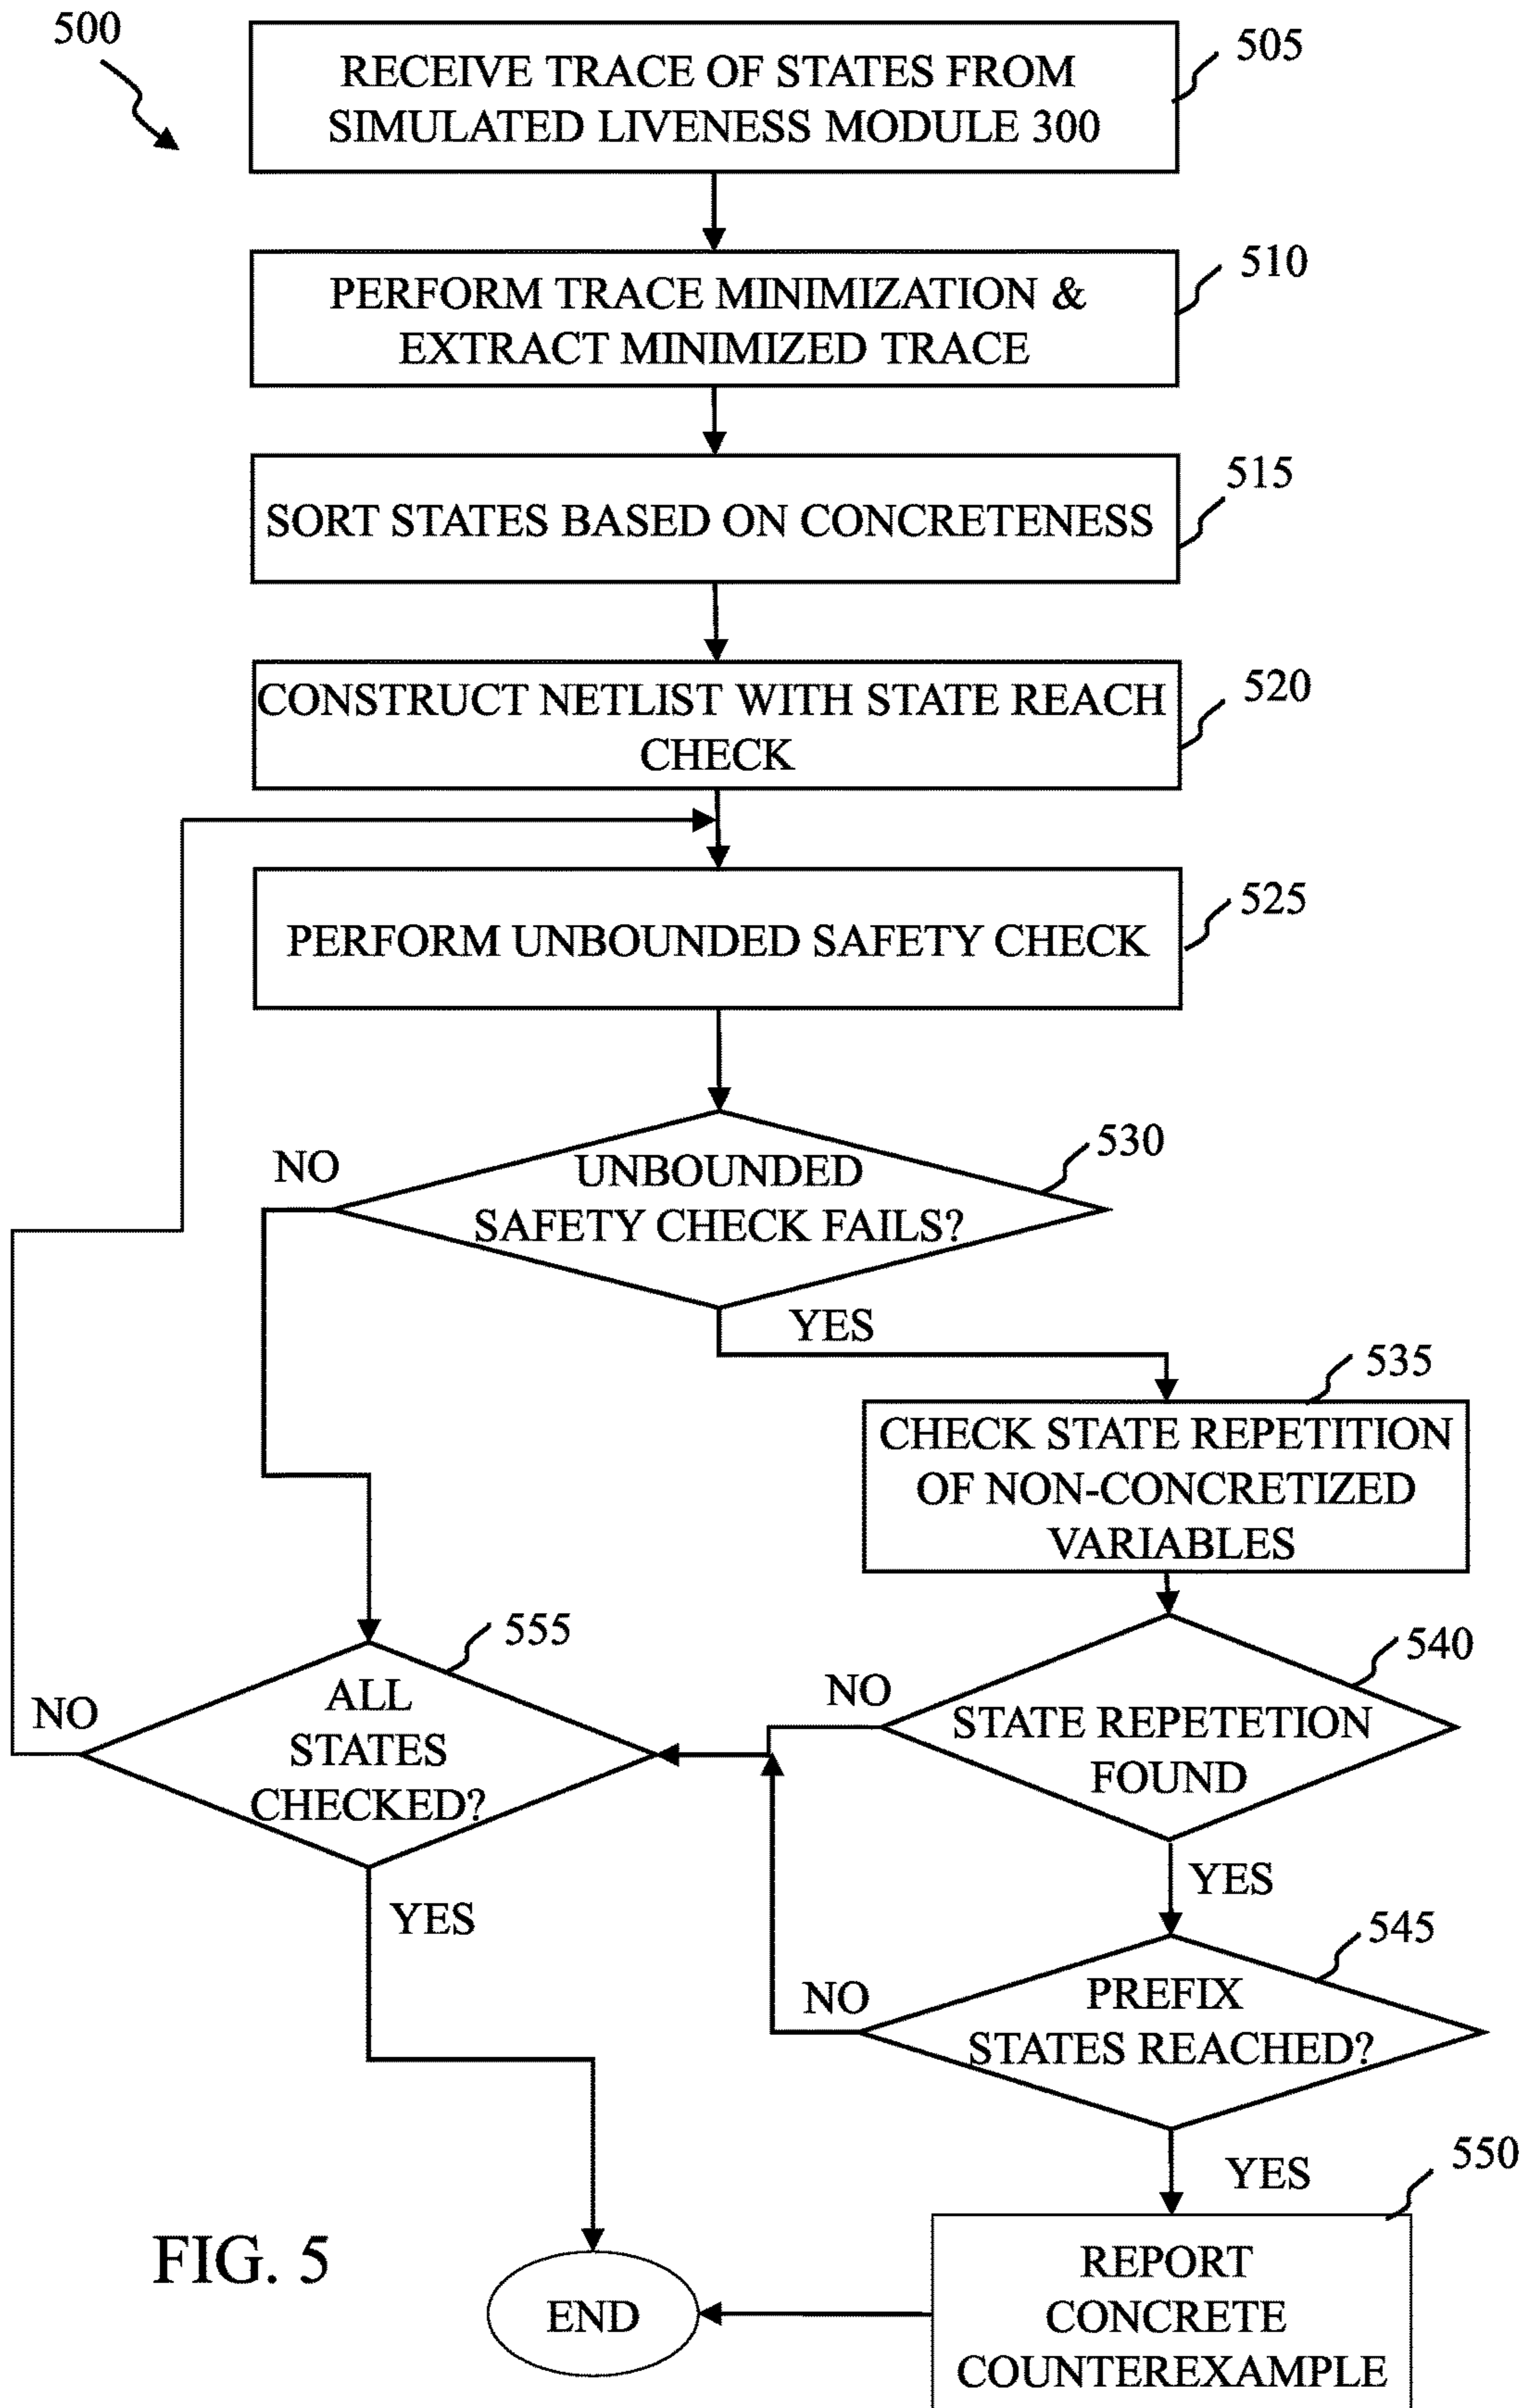 500
RECEIVE TRACE OF STATES FROM
SIMULATED LIVENESS MODULE 300
505
PERFORM TRACE MINIMIZATION &
EXTRACT MINIMIZED TRACE
510
SORT STATES BASED ON CONCRETENESS
515
CONSTRUCT NETLIST WITH STATE REACH
CHECK
520
PERFORM UNBOUNDED SAFETY CHECK
525
UNBOUNDED
SAFETY CHECK FAILS?
530
NO
YES
CHECK STATE REPETITION
OF NON-CONCRETIZED
VARIABLES
535
STATE REPETETION
FOUND
540
NO
YES
ALL
STATES
CHECKED?
555
NO
YES
PREFIX
STATES REACHED?
545
NO
YES
REPORT
CONCRETE
COUNTEREXAMPLE
550
END
FIG. 5